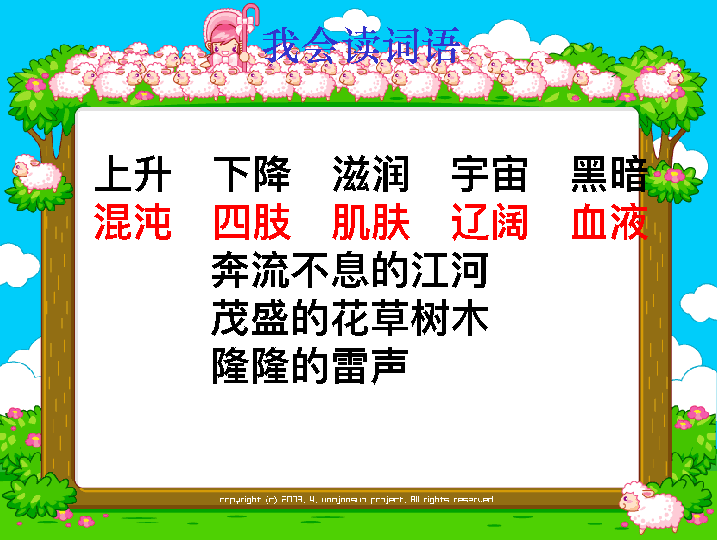 我会读词语
上升 下降 滋润 宇宙 黑暗
混沌 四肢 肌肤 辽阔 血液
奔流不息的江河
茂盛的花草树木
隆隆的雷声
copyright (c) 2003, project. All rights reserved